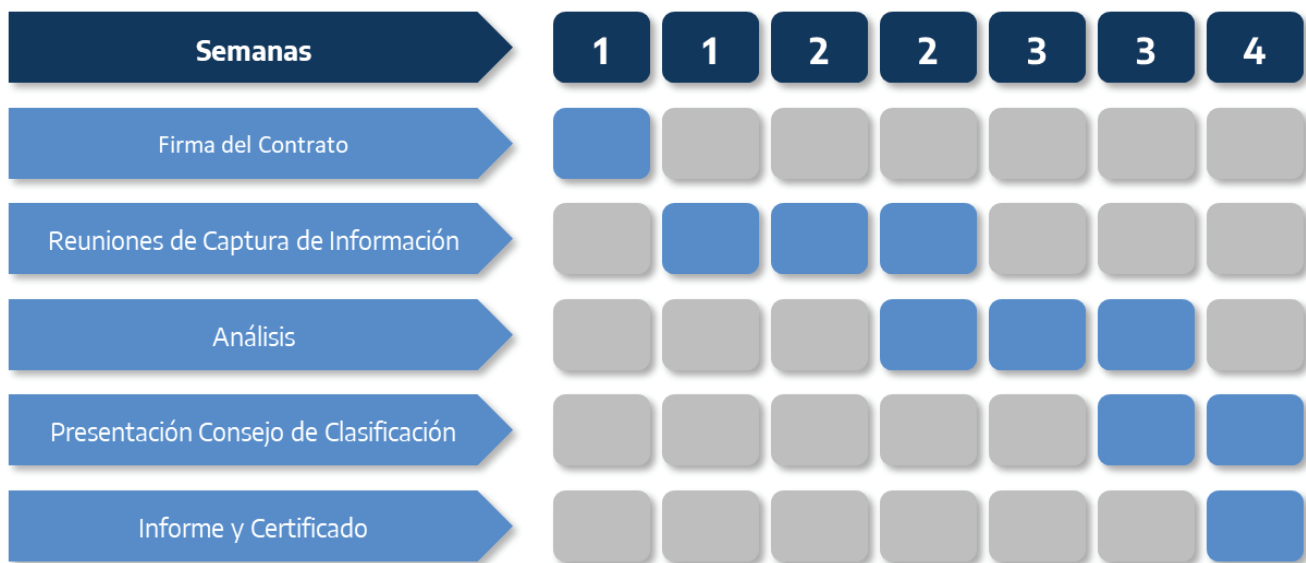 Semanas 1 1 2 2 3 3 4
Firma del Contrato
Reuniones de Captura de Información
Análisis
Presentación Consejo de Clasificación
Informe y Certificado